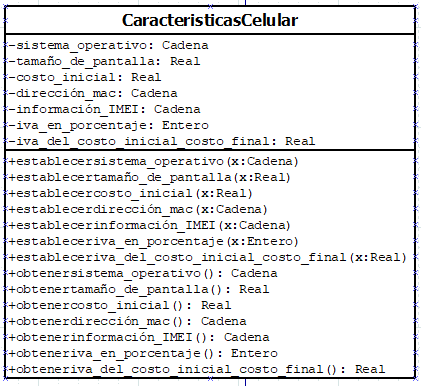 CaracteristicasCelular
-sistema_operativo: Cadena
-tamaño_de_pantalla: Real
-costo_inicial: Real
-dirección_mac: Cadena
-información_IMEI: Cadena
-iva_en_porcentaje: Entero
-iva_del_costo_inicial_costo_final: Real
+establecersistema_operativo(x:Cadena)
+establecertamaño_de_pantalla(x:Real)
+establecercosto_inicial(x:Real)
+establecerdirección_mac(x:Cadena)
+establecerinformación_IMEI(x:Cadena)
+estableceriva_en_porcentaje(x:Entero)
+estableceriva_del_costo_inicial_costo_final(x:Real)
+obtenersistema_operativo(): Cadena
+obtenertamaño_de_pantalla(): Real
+obtenercosto_inicial(): Real
+obtenerdirección_mac(): Cadena
+obtenerinformación_IMEI(): Cadena
+obteneriva_en_porcentaje(): Entero
+obteneriva_del_costo_inicial_costo_final(): Real